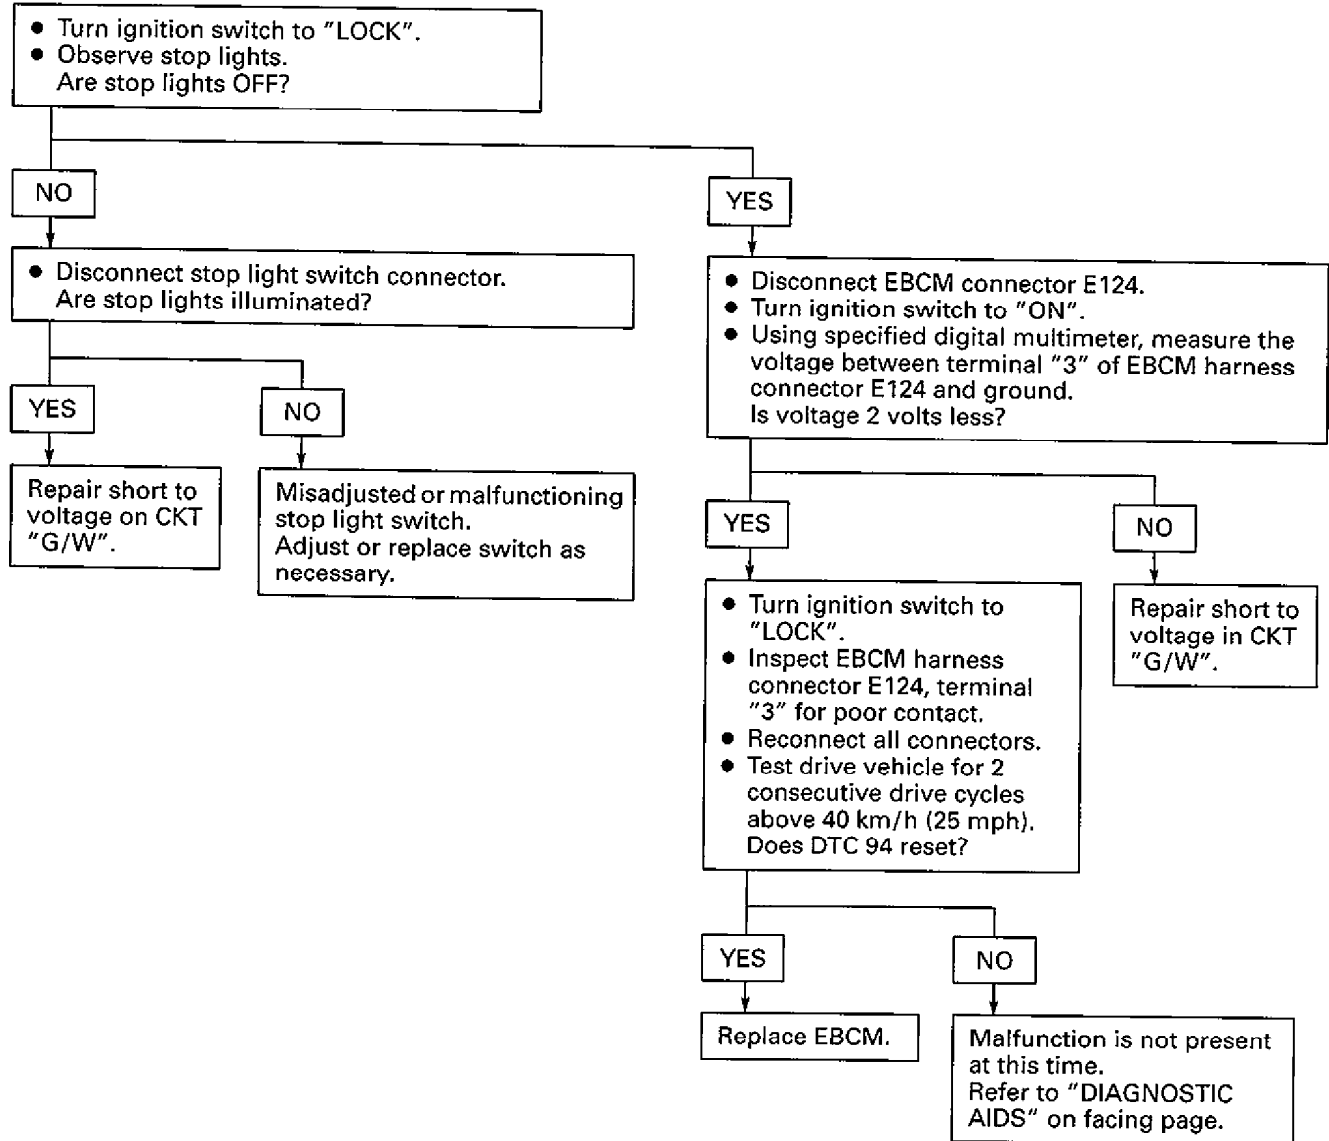 ● Turn ignition switch to "LOCK".
● Observe stop lights.
Are stop lights OFF?
NO
YES
● Disconnect stop light switch connector.
Are stop lights illuminated?
● Disconnect EBCM connector E124.
● Turn ignition switch to "ON".
● Using specified digital multimeter, measure the
voltage between terminal "3" of EBCM harness
connector E124 and ground.
Is voltage 2 volts less?
YES
NO
Repair short to
voltage on CKT
"G/W".
Misadjusted or malfunctioning
stop light switch.
Adjust or replace switch as
necessary.
YES
NO
● Turn ignition switch to
"LOCK".
● Inspect EBCM harness
connector E124, terminal
"3" for poor contact.
● Reconnect all connectors.
● Test drive vehicle for 2
consecutive drive cycles
above 40 km/h (25 mph).
Does DTC 94 reset?
Repair short to
voltage in CKT
"G/W".
YES
NO
Replace EBCM.
Malfunction is not present
at this time.
Refer to "DIAGNOSTIC
AIDS" on facing page.